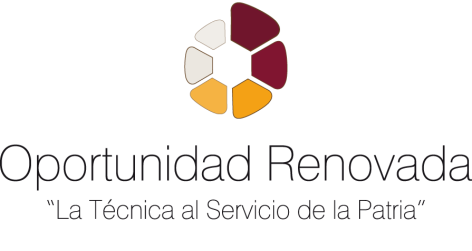 Oportunidad Renovada
“La Técnica al Servicio de la Patria”